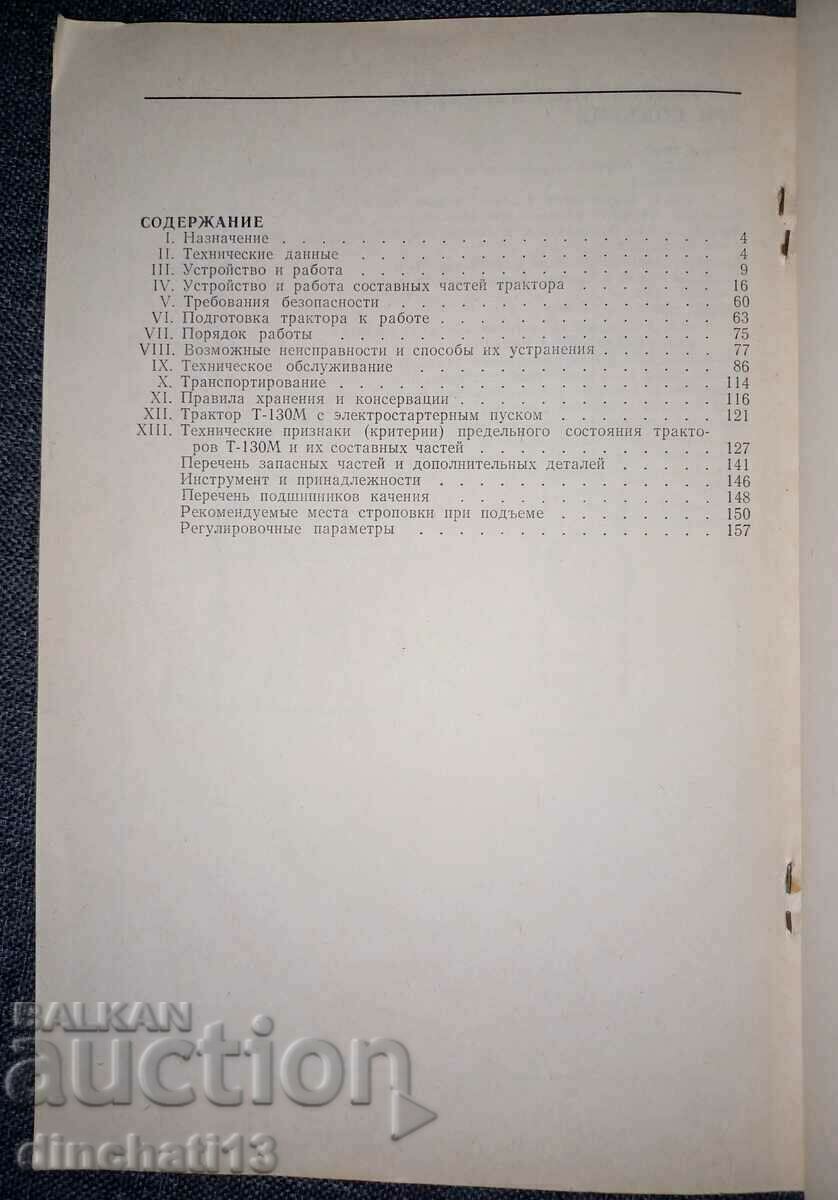 СОДЕРЖАНИЕ
I. Назначение . . . . . . . . . . . . . . . . . . . . . 4
II. Технические данные . . . . . . . . . . . . . . . . . 4
III. Устройство и работа . . . . . . . . . . . . . . . . . 9
IV. Устройство и работа составных частей трактора . . . . . . . 16
V. Требования безопасности . . . . . . . . . . . . . . . 60
VI. Подготовка трактора к работе . . . . . . . . . . . . . 63
VII. Порядок работы . . . . . . . . . . . . . . . . . . 75
VIII. Возможные неисправности и способы их устранения . . . . . . 77
IX. Техническое обслуживание . . . . . . . . . . . . . . 86
X. Транспортирование . . . . . . . . . . . . . . . . . . 114
XI. Правила хранения и консервации . . . . . . . . . . . . 116
XII. Трактор Т-130М с электростартерным пуском . . . . . . . . 121
XIII. Технические признаки (критерии) предельного состояния тракто-
ров Т-130М и их составных частей . . . . . . . . . . . . 127
Перечень запасных частей и дополнительных деталей . . . . . 141
Инструмент и принадлежности . . . . . . . . . . . . . 146
Перечень подшипников качения . . . . . . . . . . . . 148
Рекомендуемые места строповки при подъеме . . . . . . . . 150
Регулировочные параметры . . . . . . . . . . . . . . 157
BALKAN
auction
dinchati13